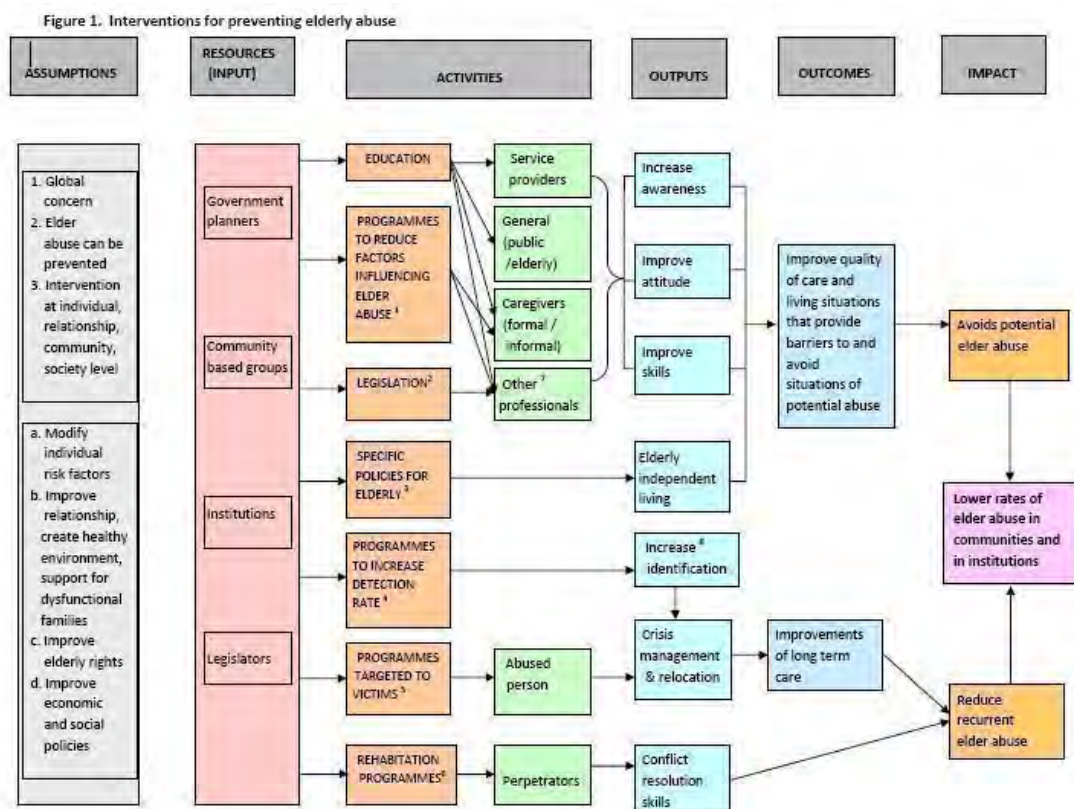 Figure 1. Interventions for preventing elderly abuse
ASSUMPTIONS
RESOURCES
(INPUT)
ACTIVITIES
OUTPUTS
OUTCOMES
IMPACT
1. Global
concern
2. Elder
abuse can be
prevented
3. Intervention
at individual,
relationship,
community,
society level
a. Modify
individual
risk factors
b. Improve
relationship,
create healthy
environment,
support for
dysfunctional
families
c. Improve
elderly rights
d. Improve
economic
and social
policies
Government
planners
Community
based groups
Institutions
Legislators
EDUCATION
PROGRAMMES
TO REDUCE
FACTORS
INFLUENCING
ELDER
ABUSE 1
LEGISLATION2
SPECIFIC
POLICIES FOR
ELDERLY.3
PROGRAMMES
TO INCREASE
DETECTION
RATE 4
PROGRAMMES
TARGETED TO
VICTIMS 5
REHABITATION
PROGRAMMES6
Service
providers
General
(public
/elderly)
Caregivers
(formal /
informal)
Other 7
professionals
Abused
person
Perpetrators
Increase
awareness
Improve
attitude
Improve
skills
Elderly
independent
living
Increase 8
identification
Crisis
management
& relocation
Conflict
resolution
skills
Improve quality
of care and
living situations
that provide
barriers to and
avoid
situations of
potential abuse
Improvements
of long term
care
Avoids potential
elder abuse
Lower rates of
elder abuse in
communities and
in institutions
Reduce
recurrent
elder abuse